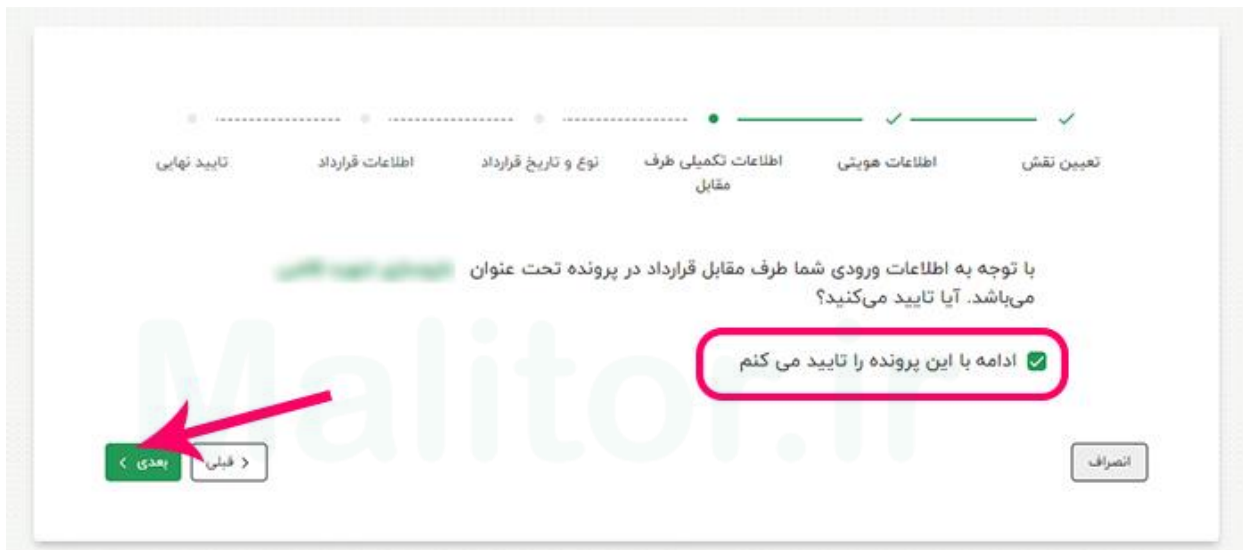 تعیین نقش
اطلاعات هویتی
اطلاعات تکمیلی طرف
مقابل
نوع و تاریخ قرارداد
اطلاعات قرارداد
تایید نهایی
با توجه به اطلاعات ورودی شما طرف مقابل قرارداد در پرونده تحت عنوان
می‌باشد. آیا تایید می‌کنید؟
ادامه با این پرونده را تایید می کنم
Malitor.ir
انصراف
قبلی
بعدی